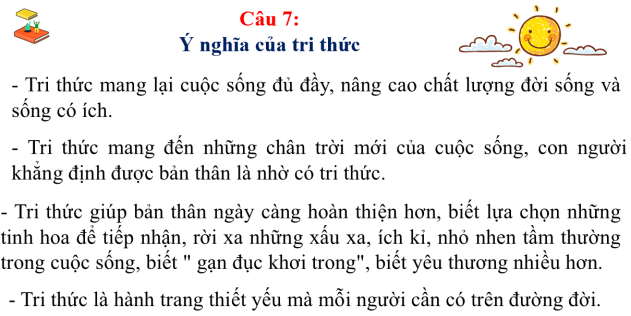 Câu 7:
Ý nghĩa của tri thức
- Tri thức mang lại cuộc sống đủ đầy, nâng cao chất lượng đời sống và
sống có ích.
- Tri thức mang đến những chân trời mới của cuộc sống, con người
khẳng định được bản thân là nhờ có tri thức.
- Tri thức giúp bản thân ngày càng hoàn thiện hơn, biết lựa chọn những
tinh hoa để tiếp nhận, rời xa những xấu xa, ích kỉ, nhỏ nhen tầm thường
trong cuộc sống, biết " gạn đục khơi trong", biết yêu thương nhiều hơn.
- Tri thức là hành trang thiết yếu mà mỗi người cần có trên đường đời.